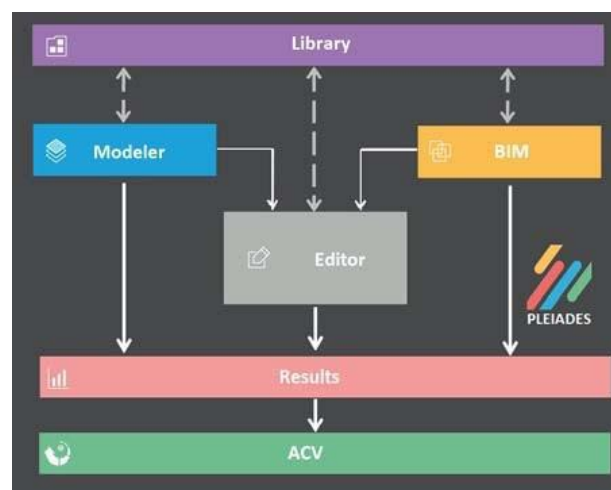 Library
Modeler
BIM
Editor
PLEIADES
Results
ACV